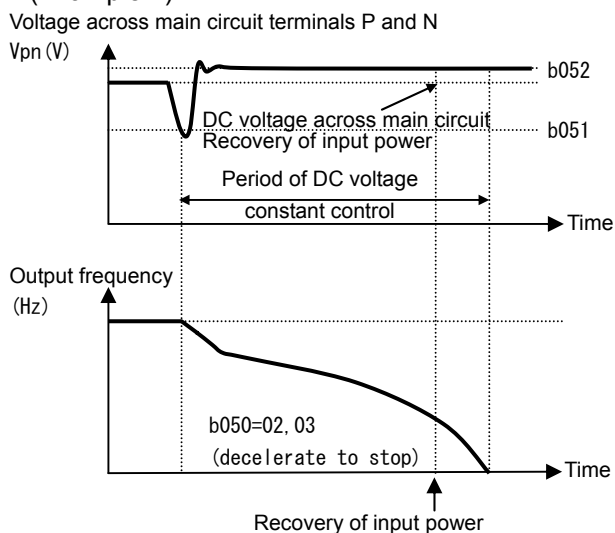 Voltage across main circuit terminals P and N
Vpn(V)
b052
DC voltage across main circuit
Recovery of input power
b051
Period of DC voltage
constant control
Time
Output frequency
(Hz)
b050=02, 03
(decelerate to stop)
Time
Recovery of input power